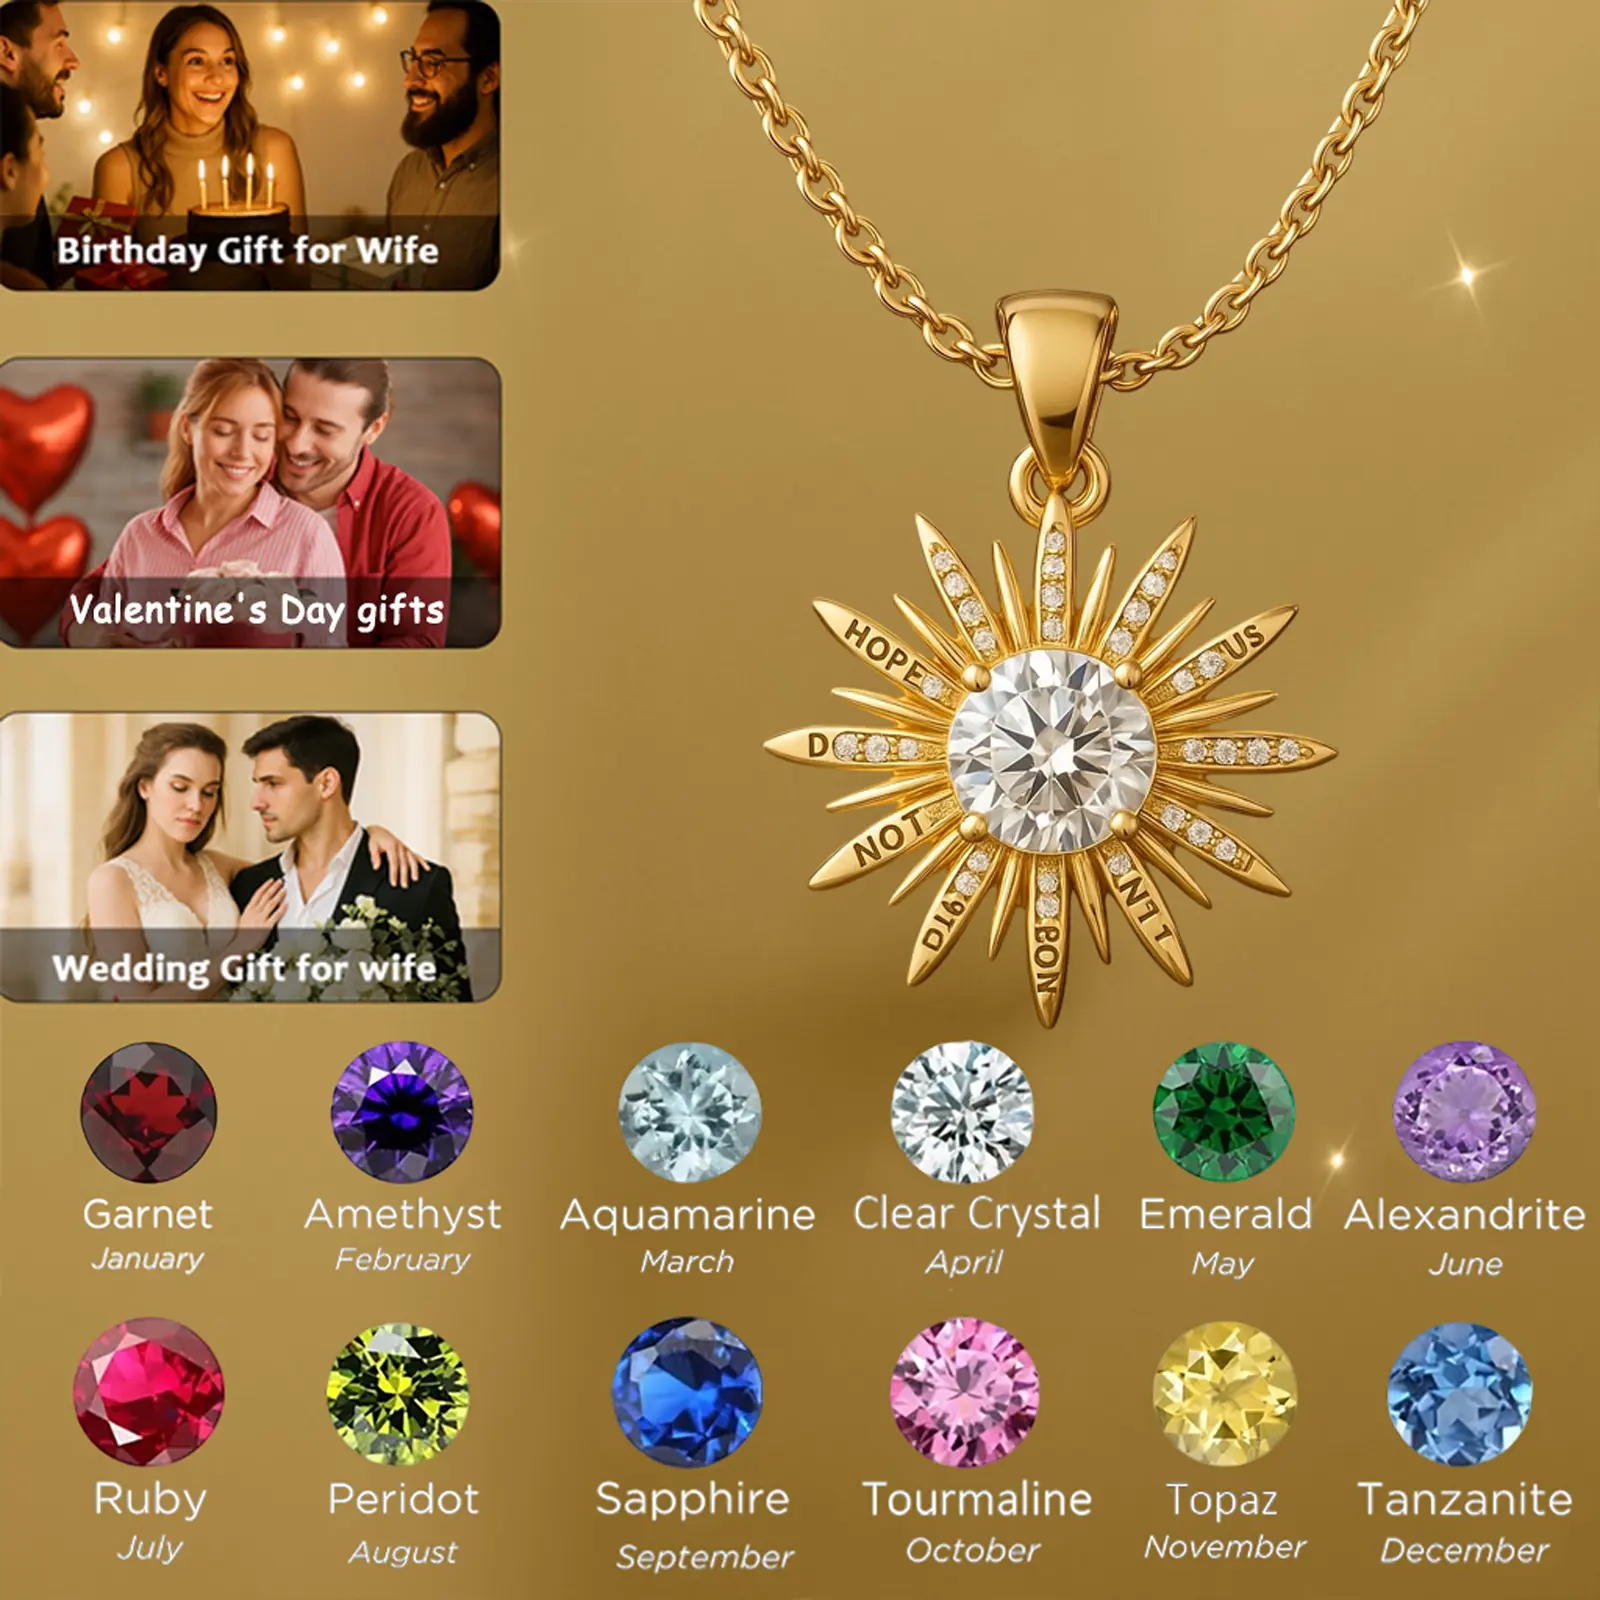 Birthday Gift for Wife
Valentine's Day gifts
Wedding Gift for wife
HOPE
US
D
NOT
BON
Garnet
January
Amethyst
February
Aquamarine
March
Clear Crystal
April
Emerald
May
Alexandrite
June
Ruby
July
Peridot
August
Sapphire
September
Tourmaline
October
Topaz
November
Tanzanite
December